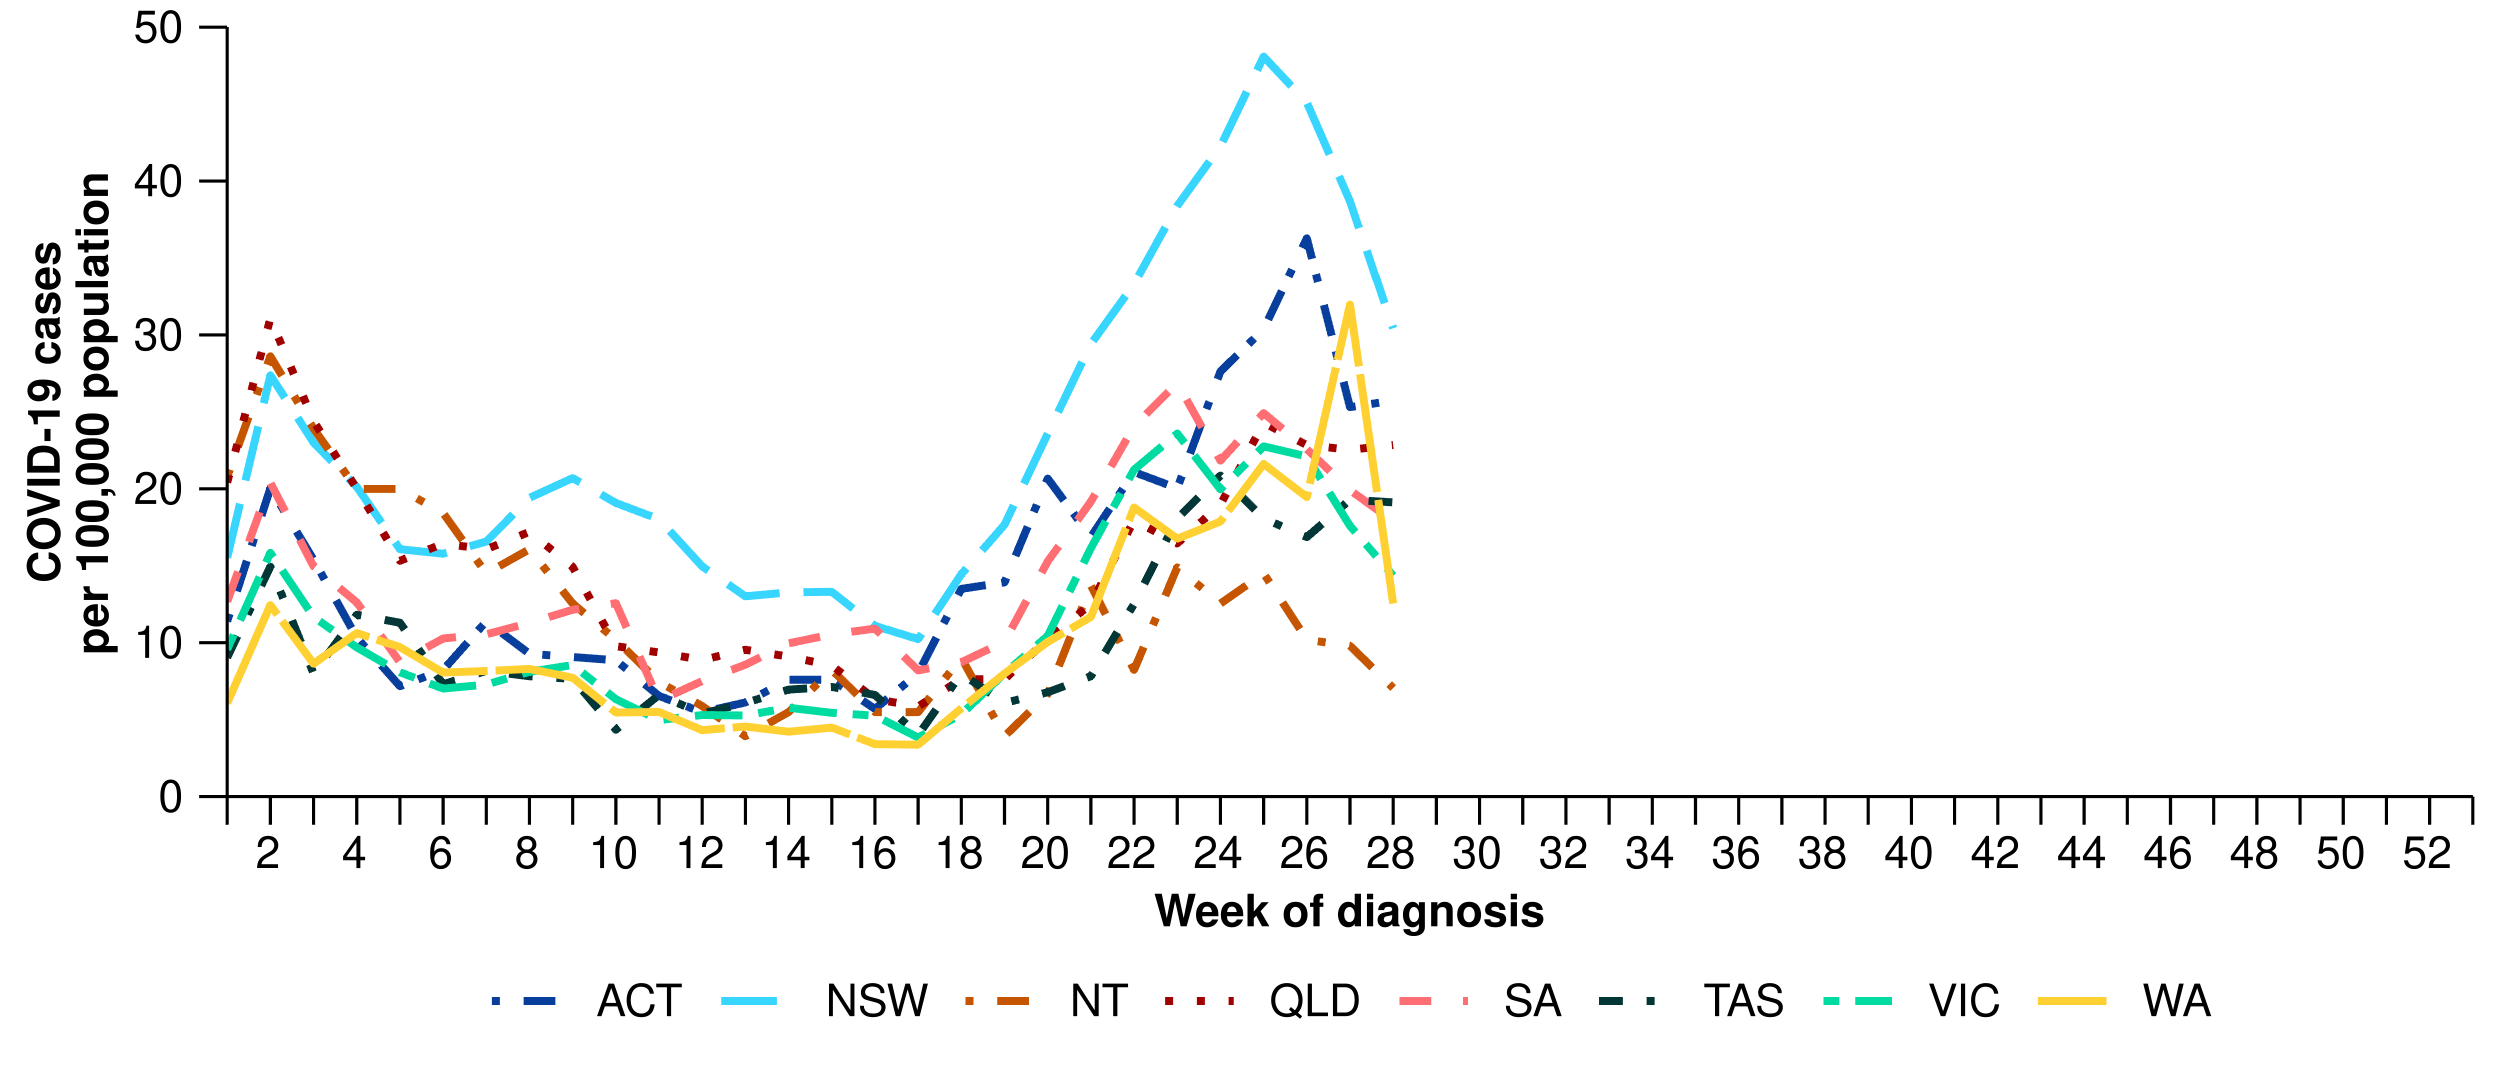 COVID-19 cases
per 100,000 population
50
40
30
20
10
0
2 4 6 8 10 12 14 16 18 20 22 24 26 28 30 32 34 36 38 40 42 44 46 48 50 52
Week of diagnosis
ACT NSW NT QLD SA TAS VIC WA